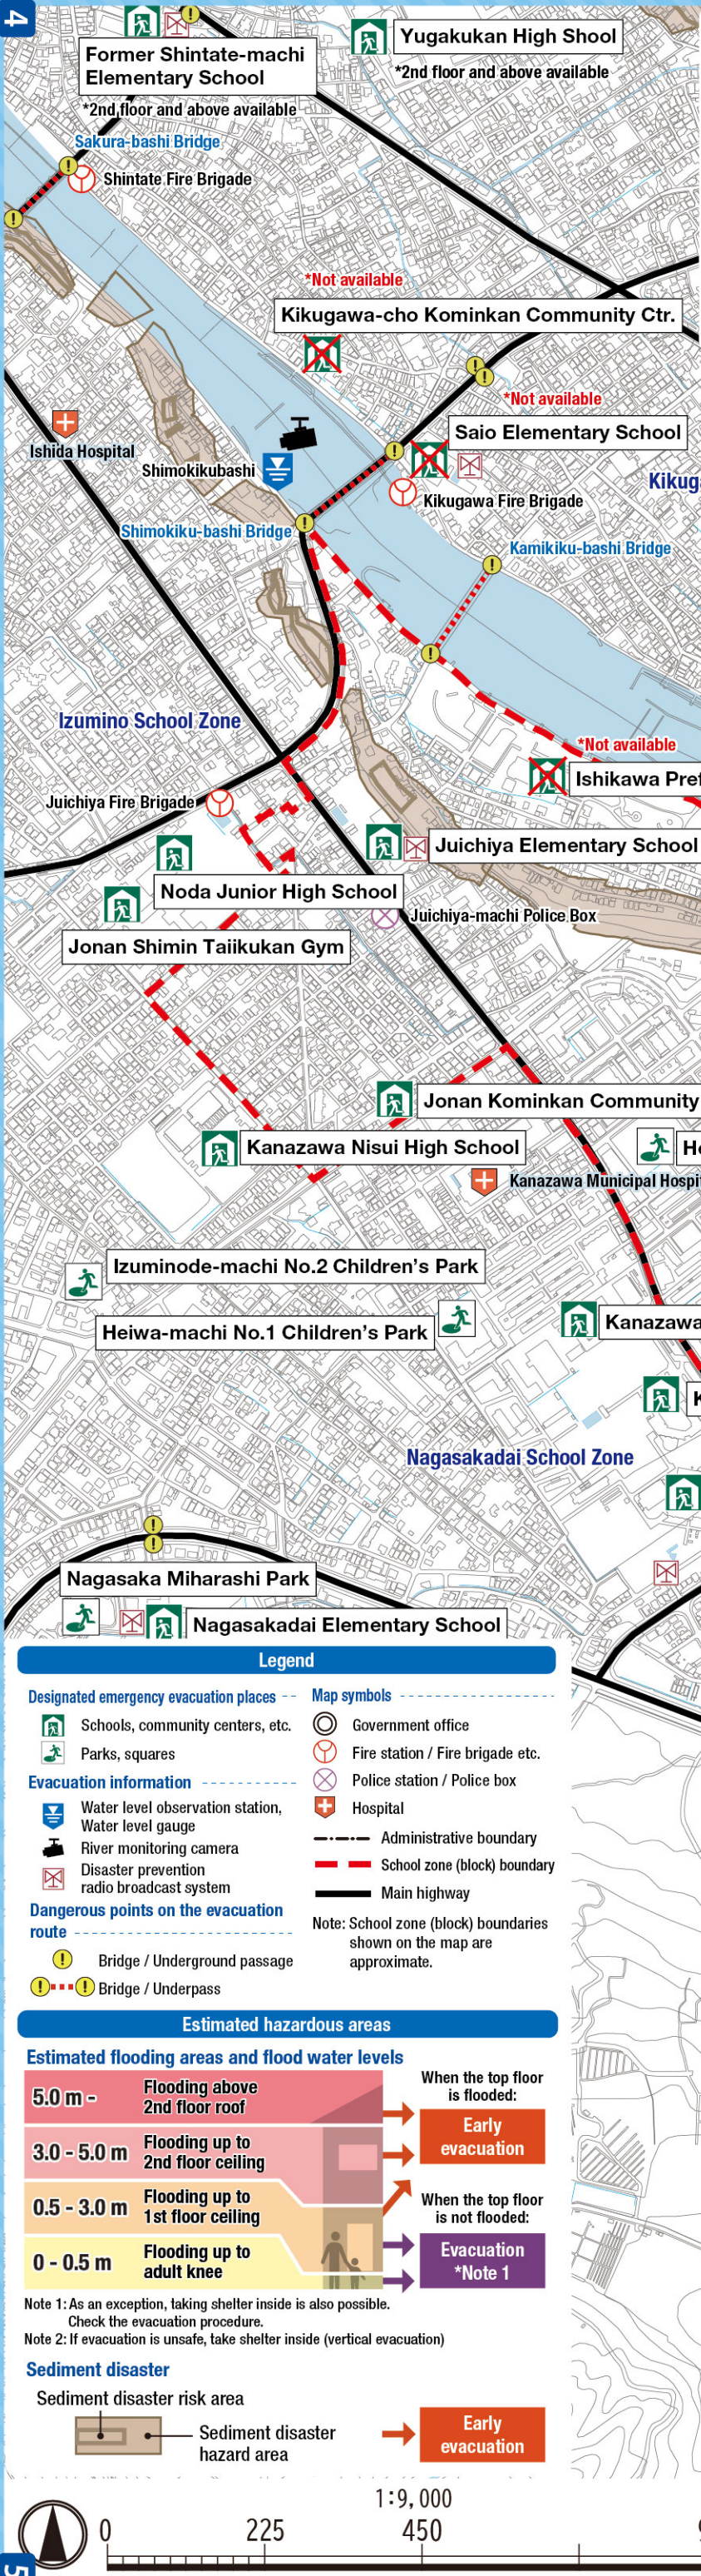 4
Former Shintate-machi
Elementary School
*2nd floor and above available
Yugakukan High Shool
*2nd floor and above available
Sakura-bashi Bridge
Shintate Fire Brigade
*Not available
Kikugawa-cho Kominkan Community Ctr.
*Not available
Saio Elementary School
Ishida Hospital
Shimokikubashi
Kikug
Kikugawa Fire Brigade
Shimokiku-bashi Bridge
Kamikiku-bashi Bridge
Izumino School Zone
*Not available
Ishikawa Pref
Juichiya Fire Brigade
Juichiya Elementary School
Noda Junior High School
Juichiya-machi Police Box
Jonan Shimin Taiikukan Gym
Jonan Kominkan Community
Kanazawa Nisui High School
He
Kanazawa Municipal Hospi
Izuminode-machi No.2 Children's Park
Heiwa-machi No.1 Children's Park
Kanazawa
K
Nagasakadai School Zone
Nagasaka Miharashi Park
Nagasakadai Elementary School
Legend
Designated emergency evacuation places
Schools, community centers, etc.
Parks, squares
Evacuation information
Water level observation station,
Water level gauge
River monitoring camera
Disaster prevention
radio broadcast system
Dangerous points on the evacuation
route
Bridge / Underground passage
Bridge / Underpass
Map symbols
Government office
Fire station / Fire brigade etc.
Police station / Police box
Hospital
Administrative boundary
School zone (block) boundary
Main highway
Note: School zone (block) boundaries
shown on the map are
approximate.
Estimated hazardous areas
Estimated flooding areas and flood water levels
5.0 m -
Flooding above
2nd floor roof
3.0 - 5.0 m
Flooding up to
2nd floor ceiling
0.5 - 3.0 m
Flooding up to
1st floor ceiling
0 - 0.5 m
Flooding up to
adult knee
When the top floor
is flooded:
Early
evacuation
When the top floor
is not flooded:
Evacuation
*Note 1
Note 1: As an exception, taking shelter inside is also possible.
Check the evacuation procedure.
Note 2: If evacuation is unsafe, take shelter inside (vertical evacuation)
Sediment disaster
Sediment disaster risk area
Sediment disaster
hazard area
Early
evacuation
1:9,000
0
225
450
5